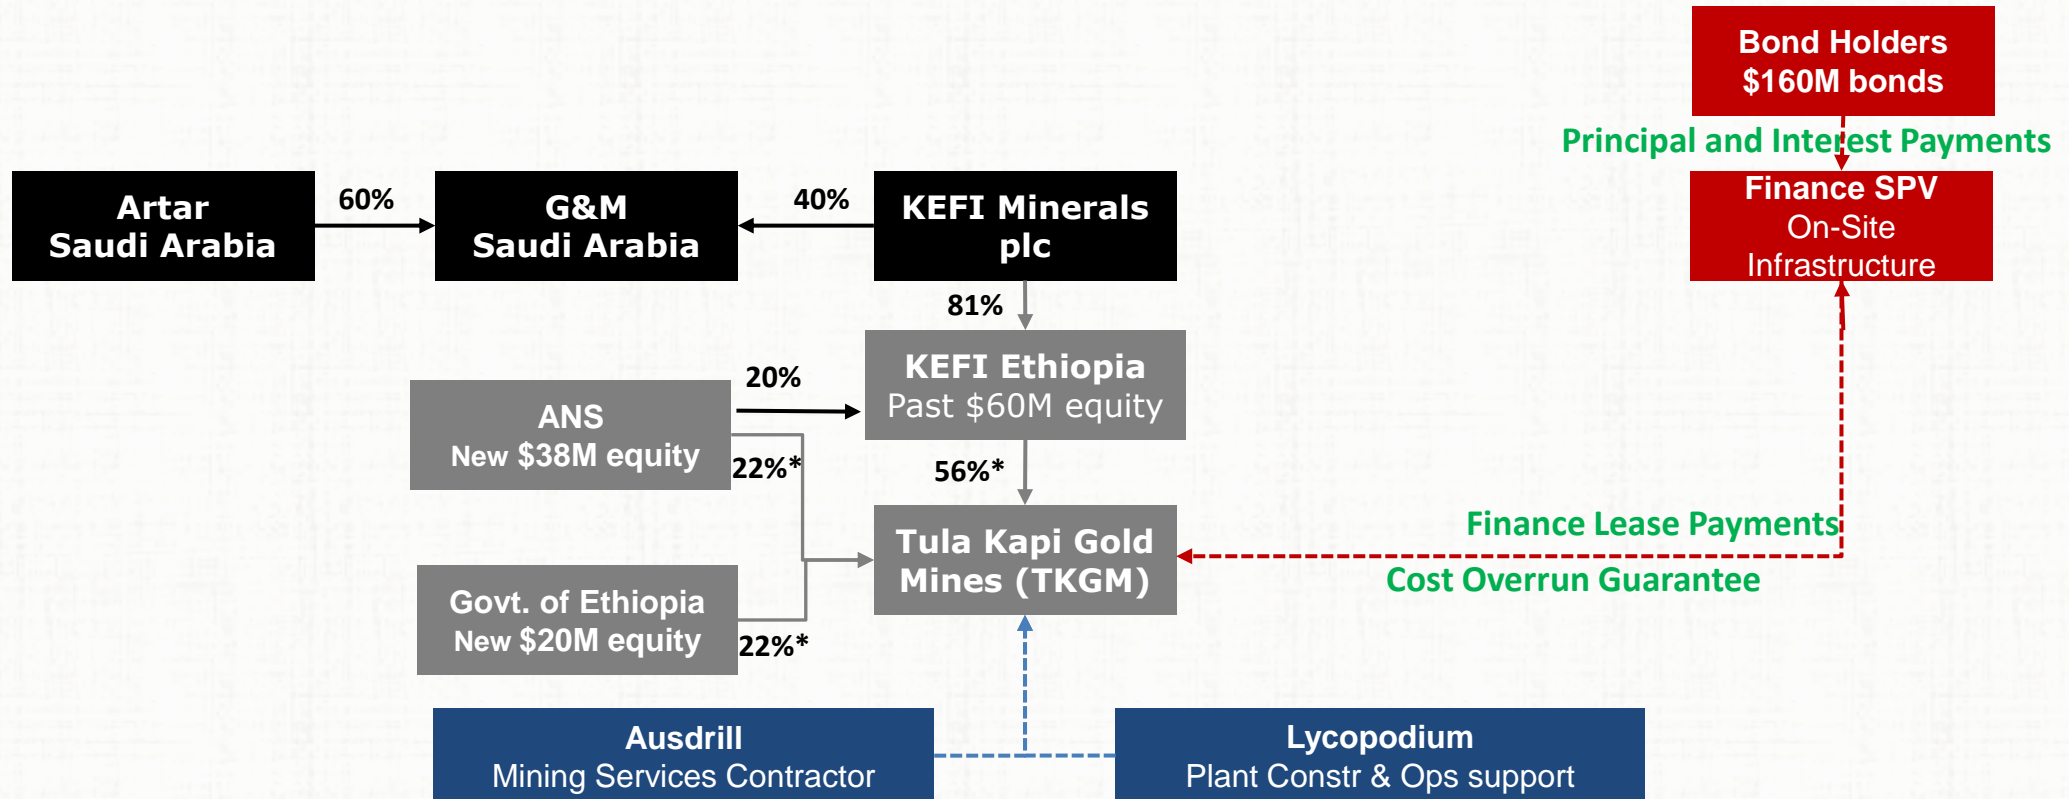 Bond Holders
$160M bonds
Principal and Interest Payments
Artar
Saudi Arabia
60%
G&M
Saudi Arabia
40%
KEFI Minerals
plc
Finance SPV
On-Site
Infrastructure
81%
KEFI Ethiopia
Past $60M equity
20%
ANS
New $38M equity
22%*
56%*
Tula Kapi Gold
Mines (TKGM)
Finance Lease Payments
Cost Overrun Guarantee
Govt. of Ethiopia
New $20M equity
22%*
Ausdrill
Mining Services Contractor
Lycopodium
Plant Constr & Ops support